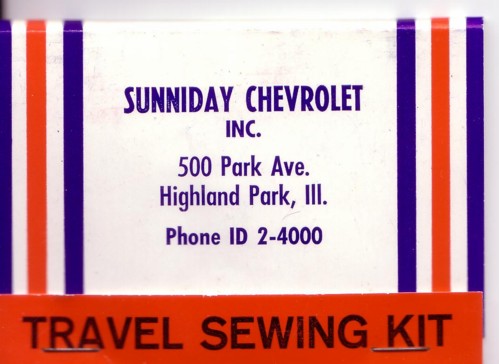 SUNNIDAY CHEVROLET
INC.
500 Park Ave.
Highland Park, Ill.
Phone ID 2-4000
TRAVEL SEWING KIT